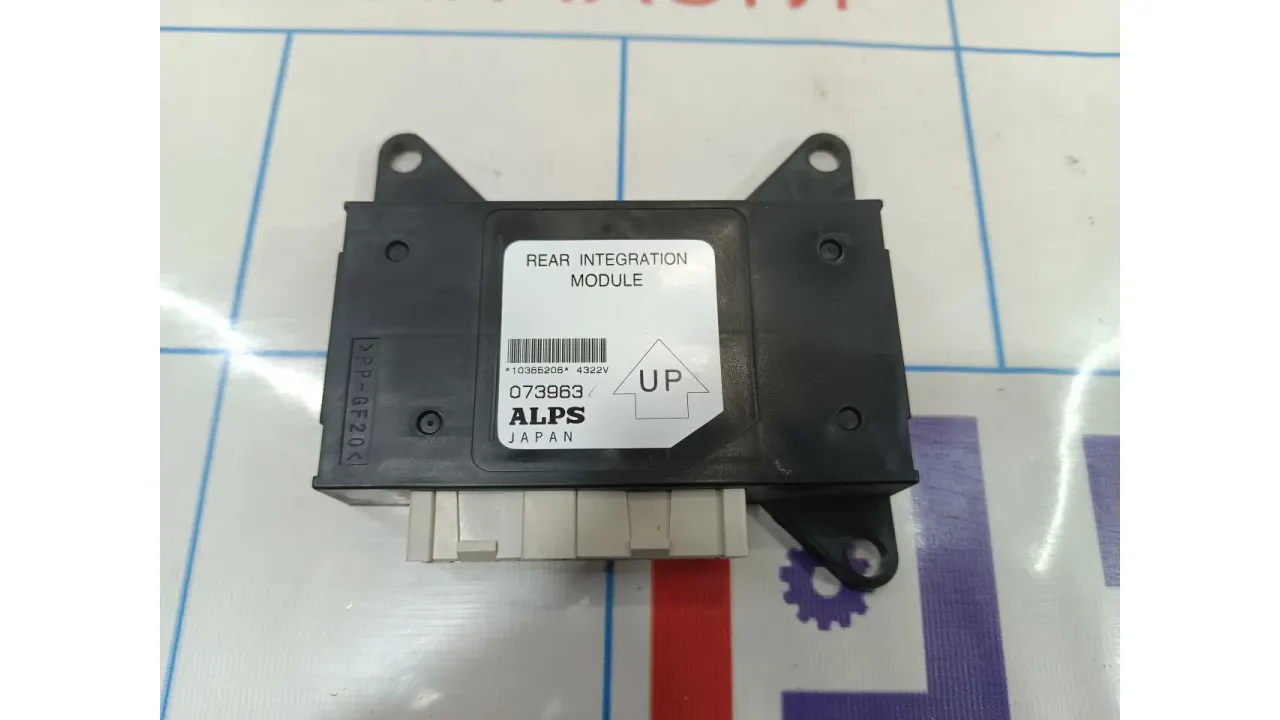 REAR INTEGRATION
MODULE
*10365206* 4322V
073963
UP
ALPS
JAPAN
>PP-GF20<